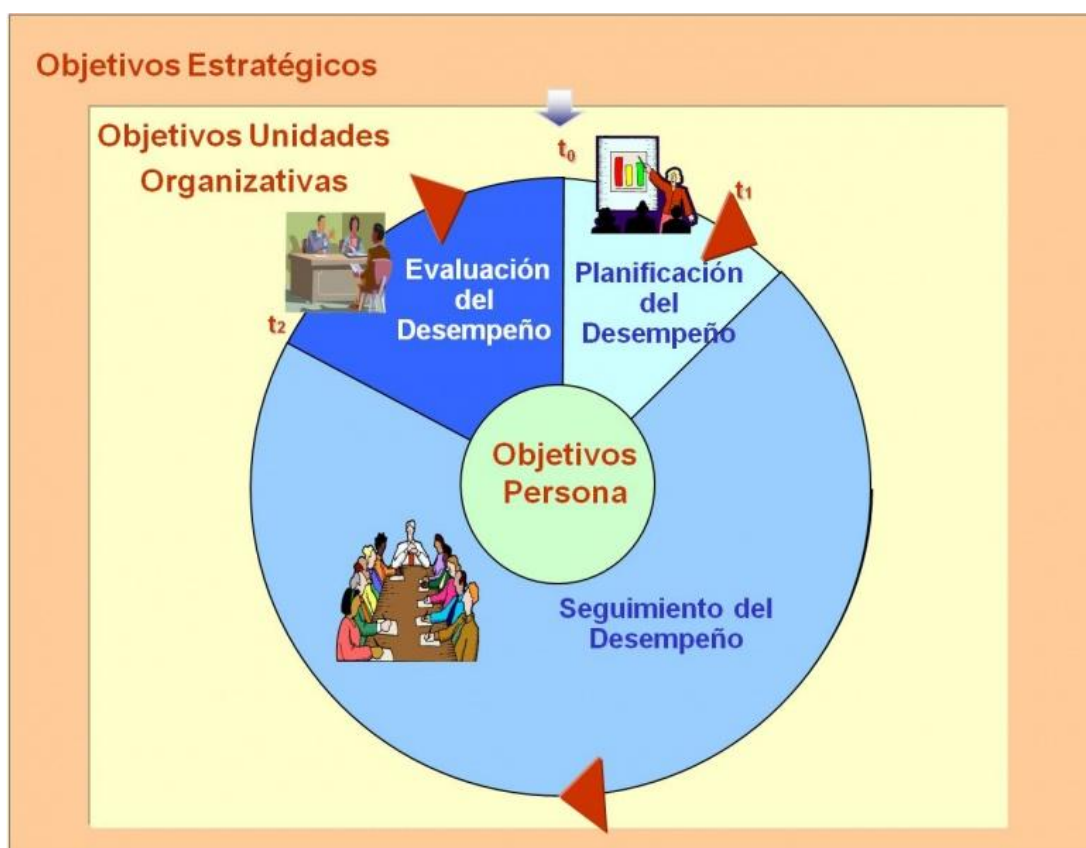 Objetivos Estratégicos
Objetivos Unidades
Organizativas
t0
t1
Evaluación
del
Desempeño
Planificación
del
Desempeño
t2
Objetivos
Persona
Seguimiento del
Desempeño